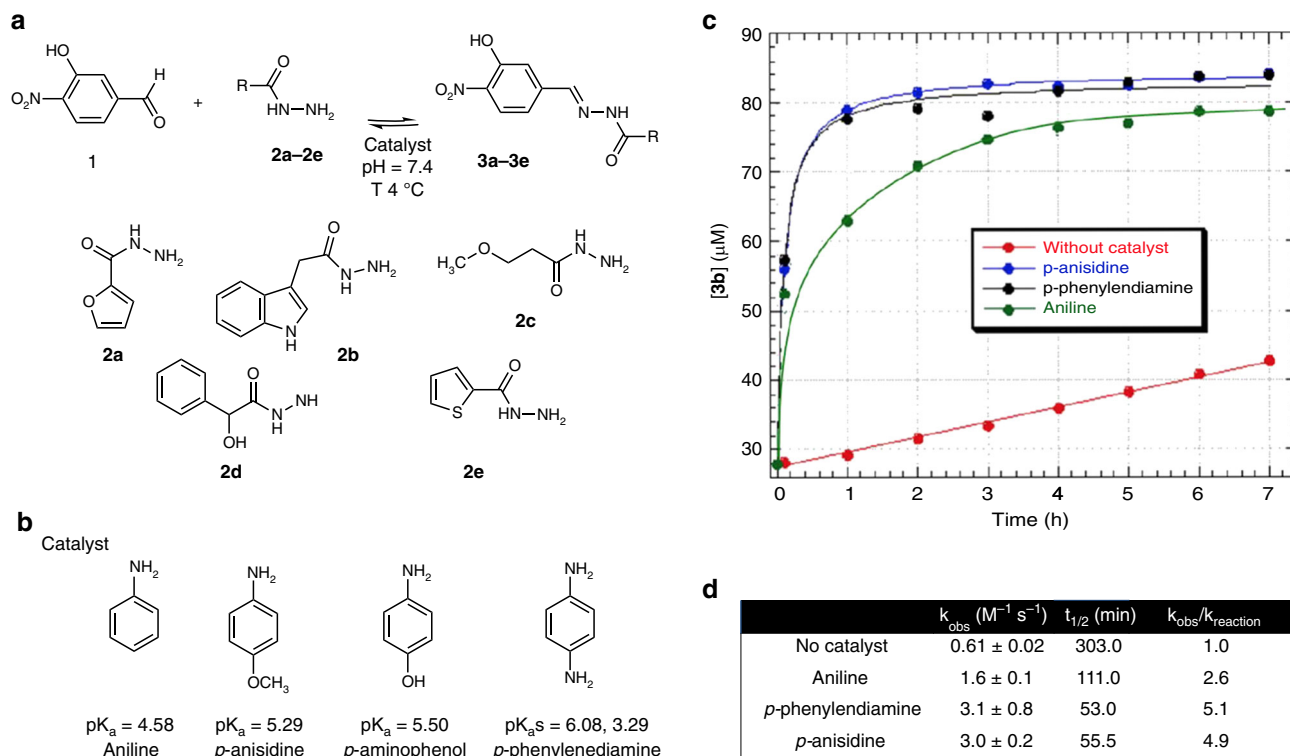 a
HO
H
O
O₂N
1
+
O
R
HN-NH₂
2a–2e
Catalyst
pH = 7.4
T 4 °C
HO
O₂N
N-NH
R
O
3a–3e
O
H
N
NH₂
O
2a
O
HN-NH₂
N
H
2b
H₃C
O
H
N
NH₂
O
2c
O
NH
N
H
OH
2d
S
O
HN-NH₂
2e
b
Catalyst
NH₂
NH₂
NH₂
NH₂
OCH₃
OH
NH₂
pKₐ = 4.58
pKₐ = 5.29
pKₐ = 5.50
pKₐs = 6.08, 3.29
Aniline
p-anisidine
p-aminophenol
p-phenylenediamine
c
90
80
70
60
50
40
30
[3b] (μM)
Without catalyst
p-anisidine
p-phenylendiamine
Aniline
0 1 2 3 4 5 6 7
Time (h)
d
k_obs (M⁻¹ s⁻¹) t₁/₂ (min) k_obs/k_reaction
No catalyst 0.61 ± 0.02 303.0 1.0
Aniline 1.6 ± 0.1 111.0 2.6
p-phenylendiamine 3.1 ± 0.8 53.0 5.1
p-anisidine 3.0 ± 0.2 55.5 4.9